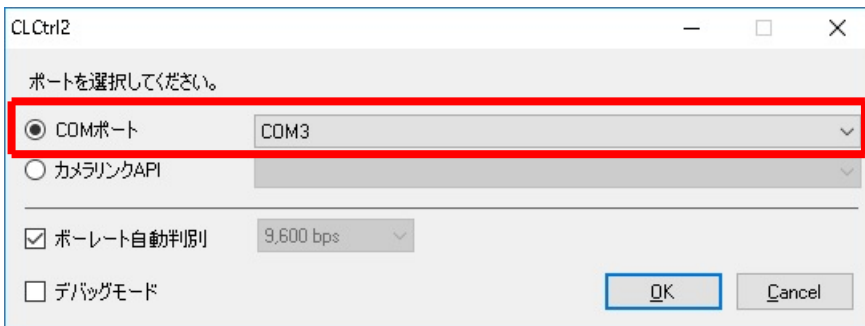 CLCtrl2
ポートを選択してください。
COMポート COM3
カメラリンクAPI
ボーレート自動判別 9,600 bps
デバッグモード
OK Cancel